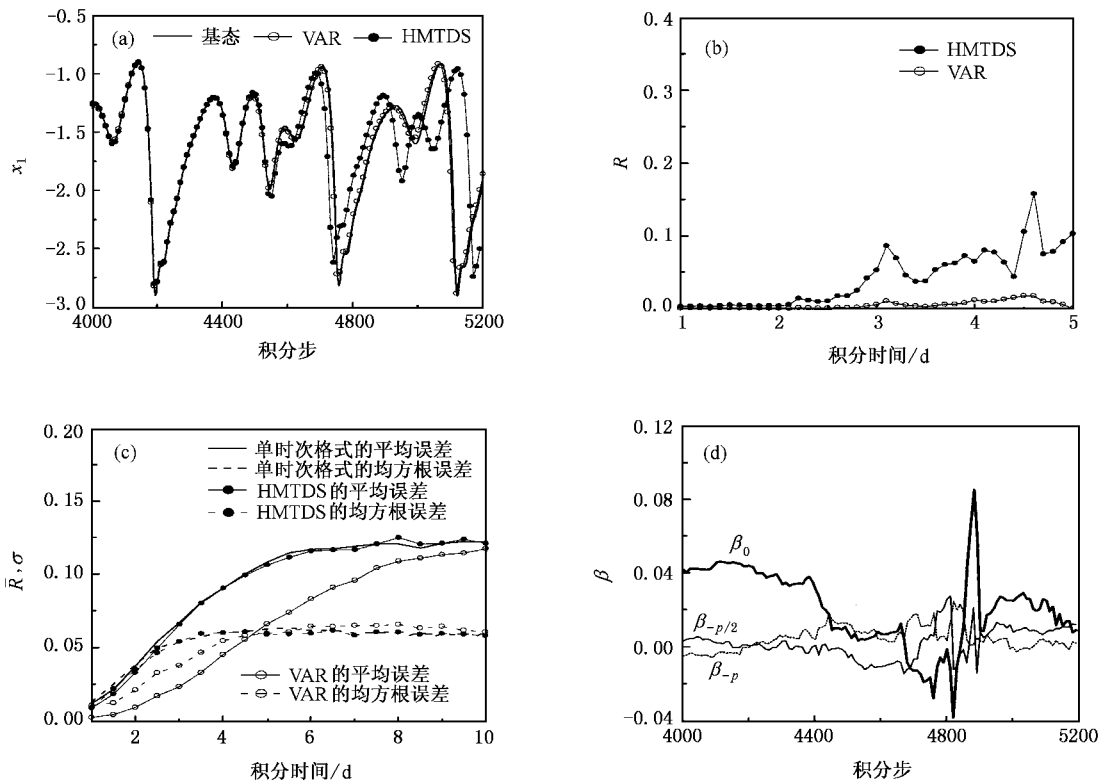 (a)
基态 VAR HMTDS
-0.5
-1.0
-1.5
-2.0
-2.5
-3.0
x₁
4000 4400 4800 5200
积分步
(b)
HMTDS
VAR
0.4
0.3
0.2
0.1
0.0
R
1 2 3 4 5
积分时间/d
(c)
单时次格式的平均误差
单时次格式的均方根误差
HMTDS的平均误差
HMTDS的均方根误差
VAR的平均误差
VAR的均方根误差
0.20
0.15
0.10
0.05
0.00
R̄, σ
2 4 6 8 10
积分时间/d
(d)
0.12
0.08
0.04
0.00
-0.04
β
β₀
β₋p/2
β₋p
4000 4400 4800 5200
积分步